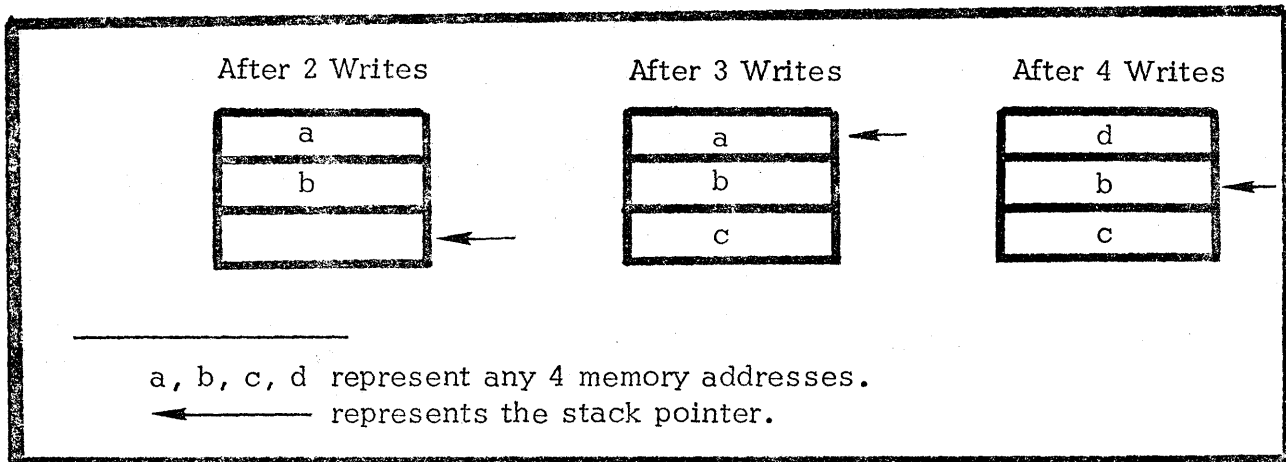 After 2 Writes
After 3 Writes
After 4 Writes
a
b
a
b
c
d
b
c
a, b, c, d represent any 4 memory addresses.
represents the stack pointer.